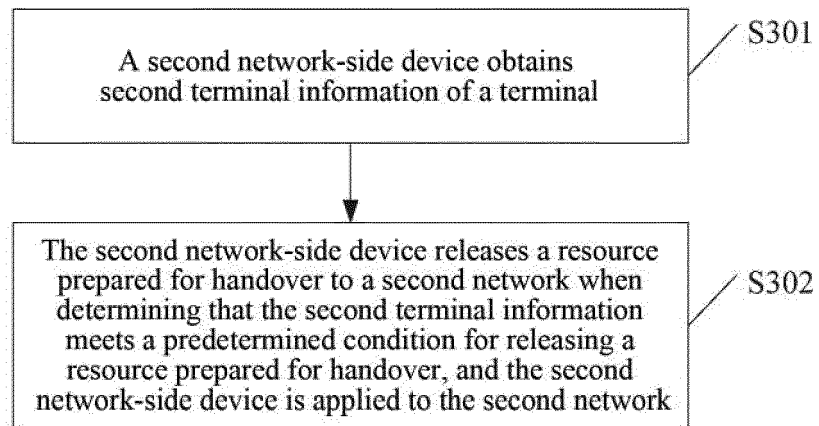 A second network-side device obtains
second terminal information of a terminal
S301
The second network-side device releases a resource
prepared for handover to a second network when
determining that the second terminal information
meets a predetermined condition for releasing a
resource prepared for handover, and the second
network-side device is applied to the second network
S302